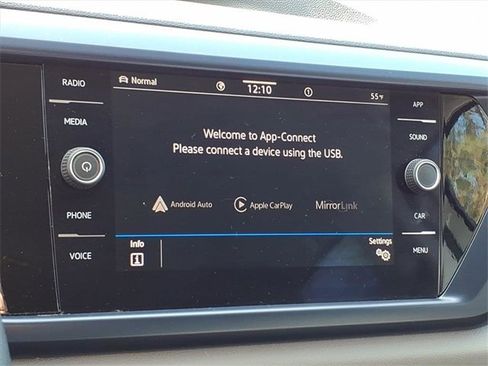 RADIO
MEDIA
PHONE
VOICE
Normal
12:10
55°F
Welcome to App-Connect
Please connect a device using the USB.
Android Auto
Apple CarPlay
MirrorLink
Info
Settings
APP
SOUND
CAR
MENU